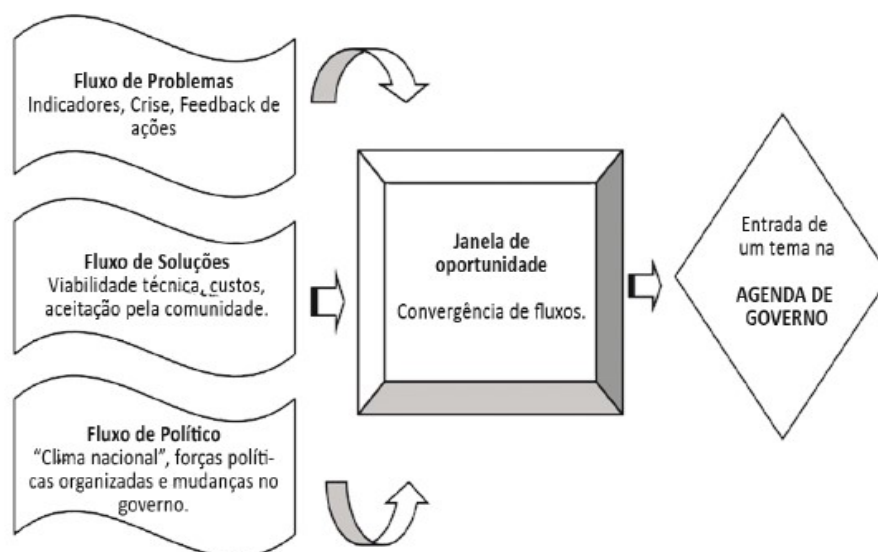 Fluxo de Problemas
Indicadores, Crise, Feedback de
ações
Fluxo de Soluções
Viabilidade técnica, custos,
aceitação pela comunidade.
Fluxo de Político
“Clima nacional”, forças políti-
cas organizadas e mudanças no
governo.
Janela de
oportunidade
Convergência de fluxos.
Entrada de
um tema na
AGENDA DE
GOVERNO